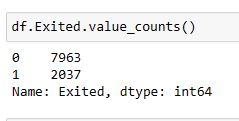 df.Exited.value_counts()
0    7963
1    2037
Name: Exited, dtype: int64